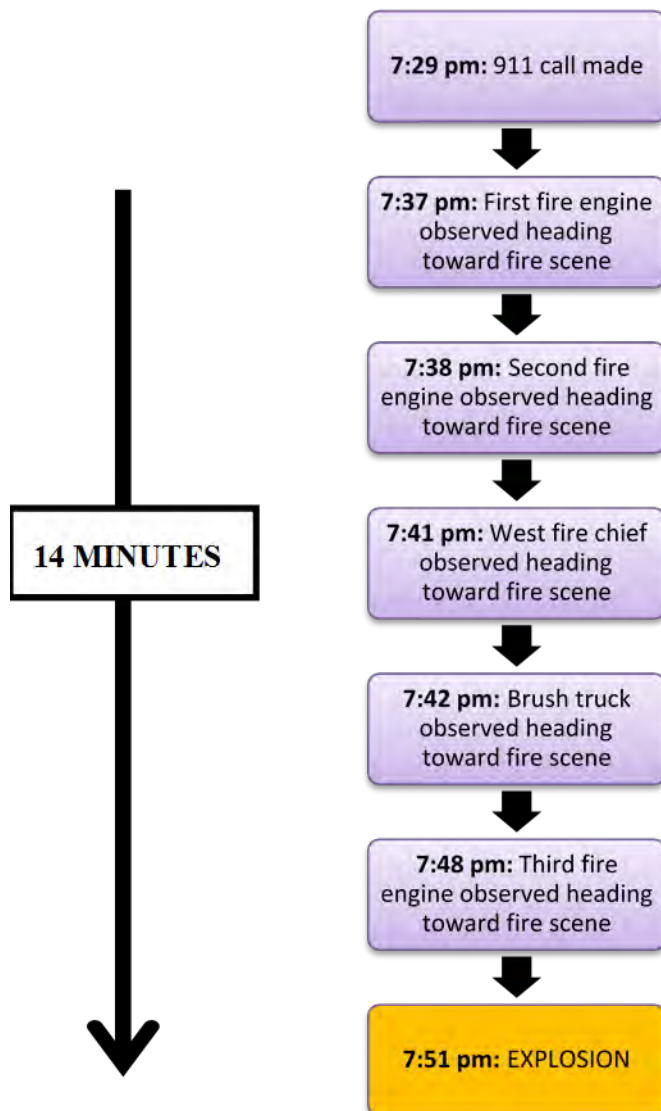 7:29 pm: 911 call made
7:37 pm: First fire engine
observed heading
toward fire scene
7:38 pm: Second fire
engine observed heading
toward fire scene
14 MINUTES
7:41 pm: West fire chief
observed heading
toward fire scene
7:42 pm: Brush truck
observed heading
toward fire scene
7:48 pm: Third fire
engine observed heading
toward fire scene
7:51 pm: EXPLOSION